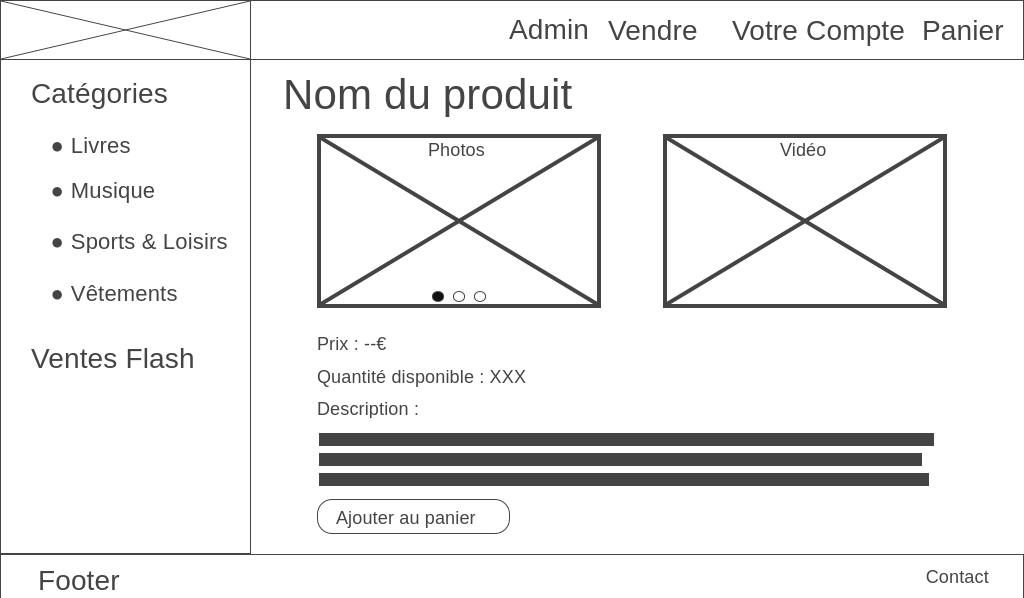 Admin Vendre Votre Compte Panier
Catégories
● Livres
● Musique
● Sports & Loisirs
● Vêtements
Ventes Flash
Nom du produit
Photos
Vidéo
Prix : --€
Quantité disponible : XXX
Description :
Ajouter au panier
Footer
Contact